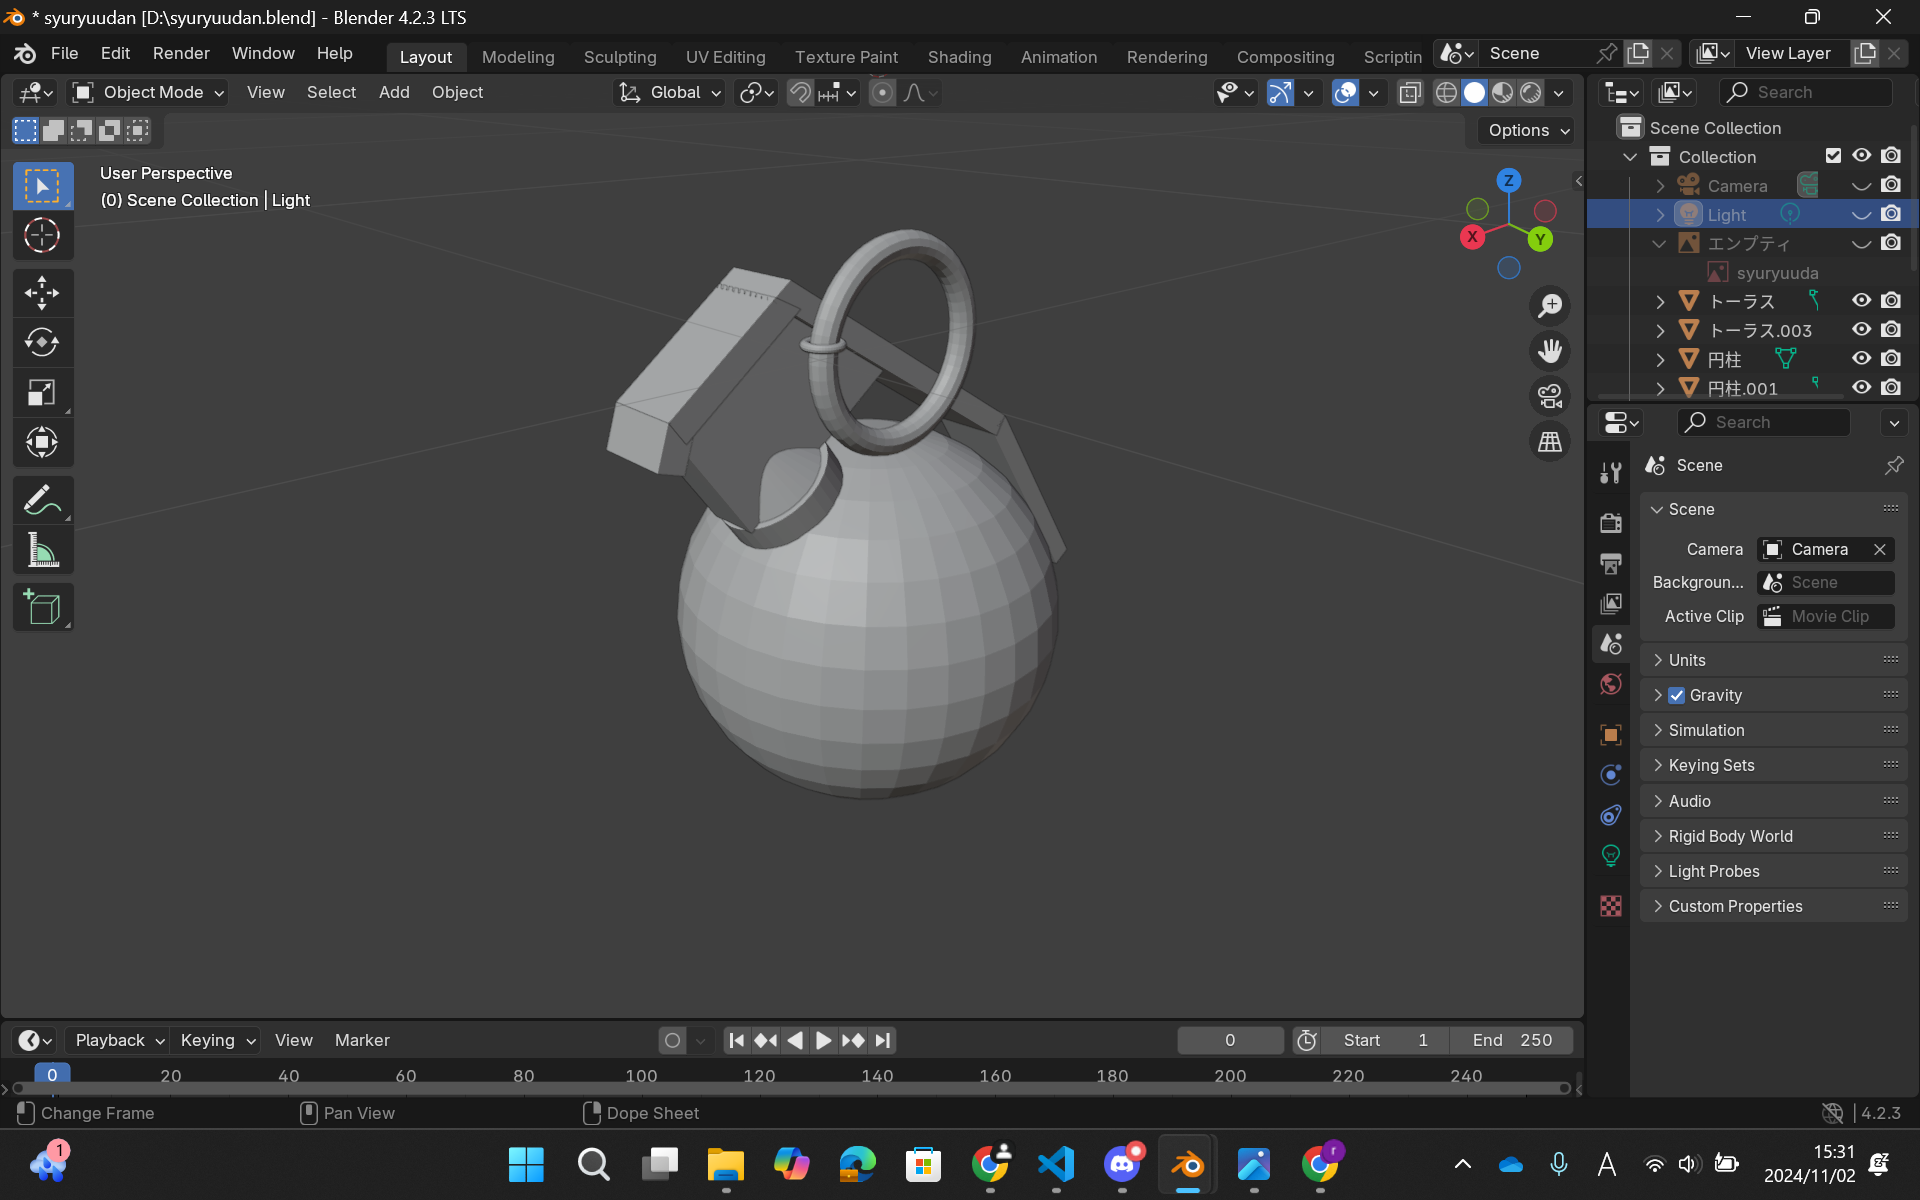 * syuryuudan [D:\syuryuudan.blend] - Blender 4.2.3 LTS
File Edit Render Window Help Layout Modeling Sculpting UV Editing Texture Paint Shading Animation Rendering Compositing Scriptin Scene View Layer
Object Mode View Select Add Object Global Search
Options
User Perspective
(0) Scene Collection | Light
Z
X
Y
Scene Collection
Collection
Camera
Light
エンプティ
syuryuuda
トーラス
トーラス.003
円柱
円柱.001
Search
Scene
Scene
Camera Camera
Backgroun... Scene
Active Clip Movie Clip
Units
Gravity
Simulation
Keying Sets
Audio
Rigid Body World
Light Probes
Custom Properties
Playback Keying View Marker 0 Start 1 End 250
0 20 40 60 80 100 120 140 160 180 200 220 240
Change Frame Pan View Dope Sheet 4.2.3
1
r
A
15:31
2024/11/02